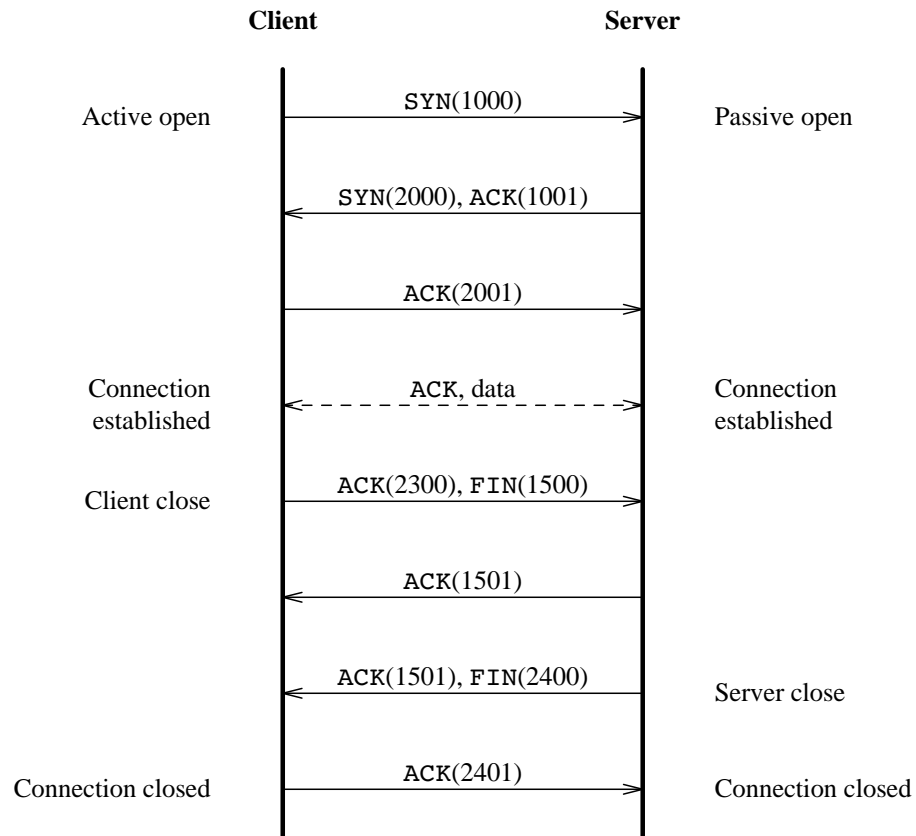 Client Server
SYN(1000)
Active open Passive open
SYN(2000), ACK(1001)
ACK(2001)
Connection ACK, data Connection
established established
ACK(2300), FIN(1500)
Client close
ACK(1501)
ACK(1501), FIN(2400)
Server close
ACK(2401)
Connection closed Connection closed